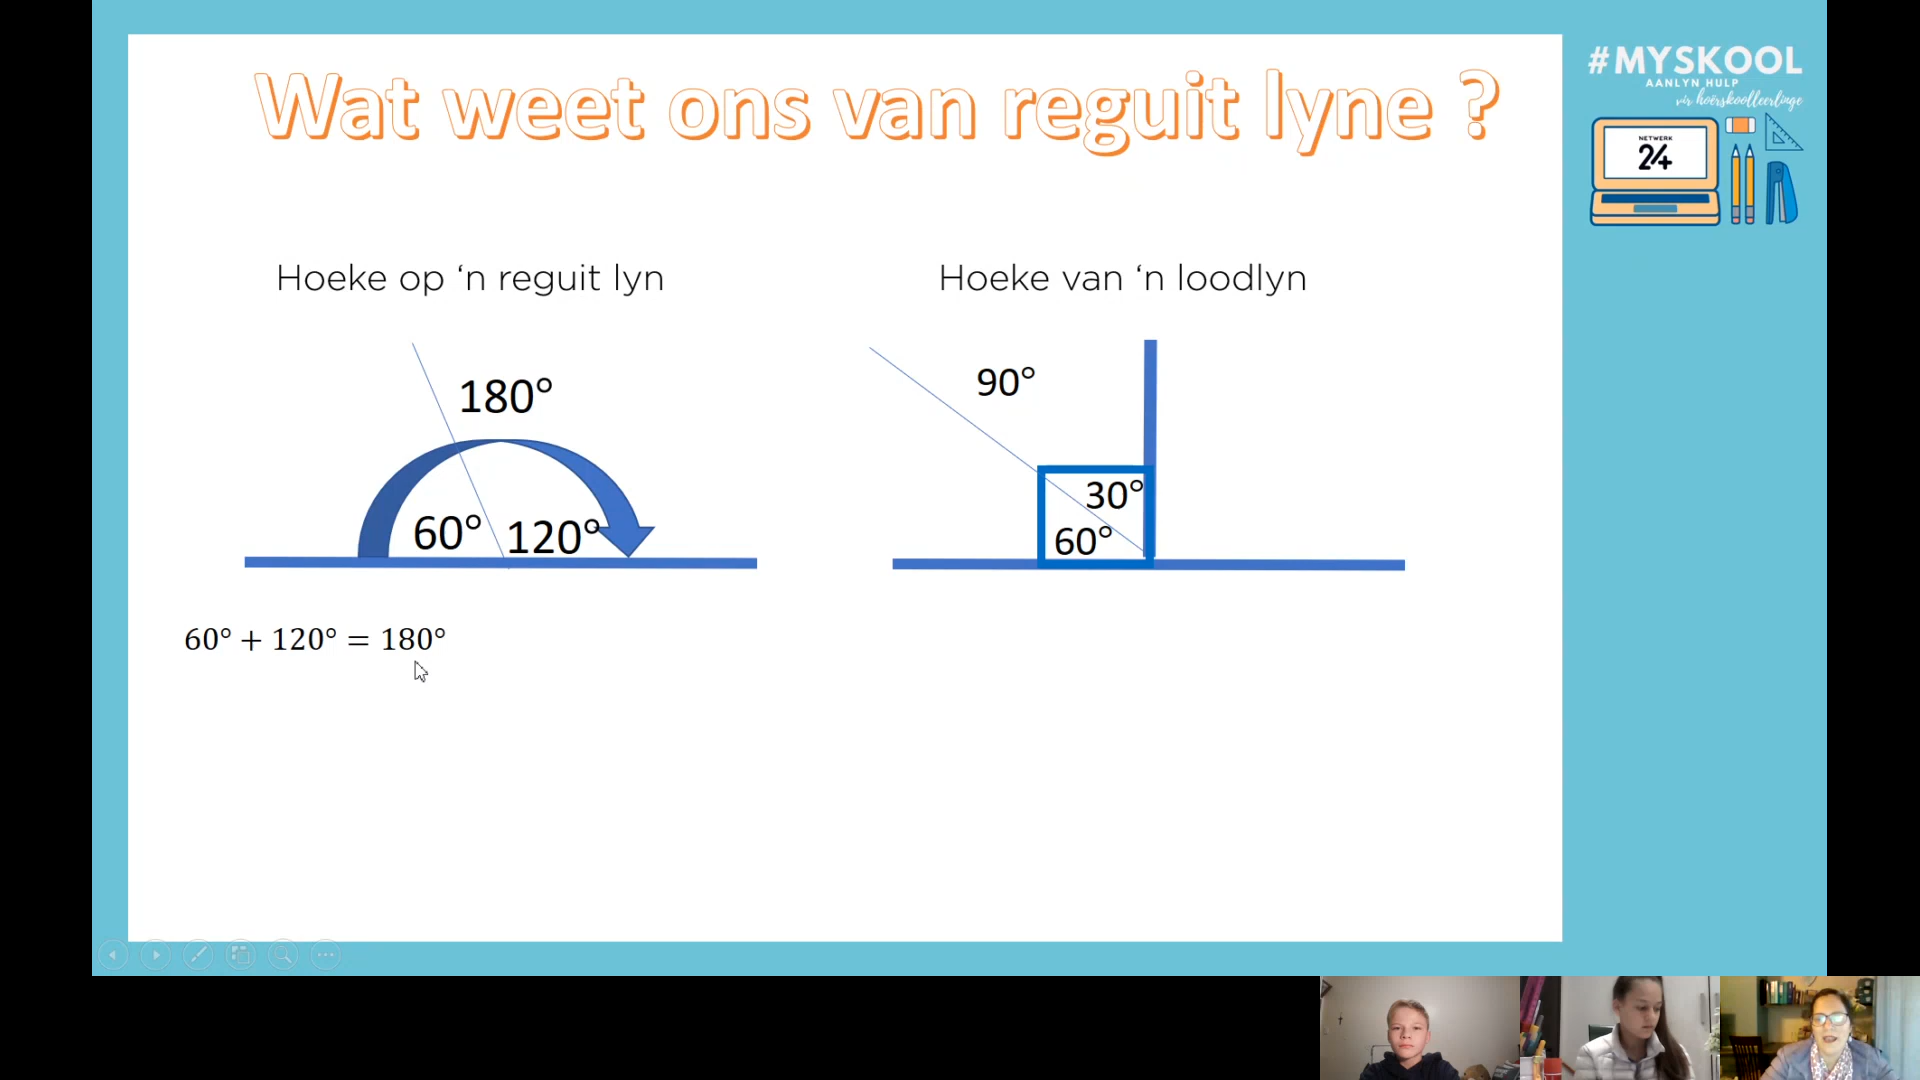 Wat weet ons van reguit lyne ?
#MYSKOOL
AANLYN HULP
vir hoërskoolleerlinge
NETWERK
24
Hoeke op ‘n reguit lyn
180°
60°
120°
60° + 120° = 180°
Hoeke van ‘n loodlyn
90°
30°
60°